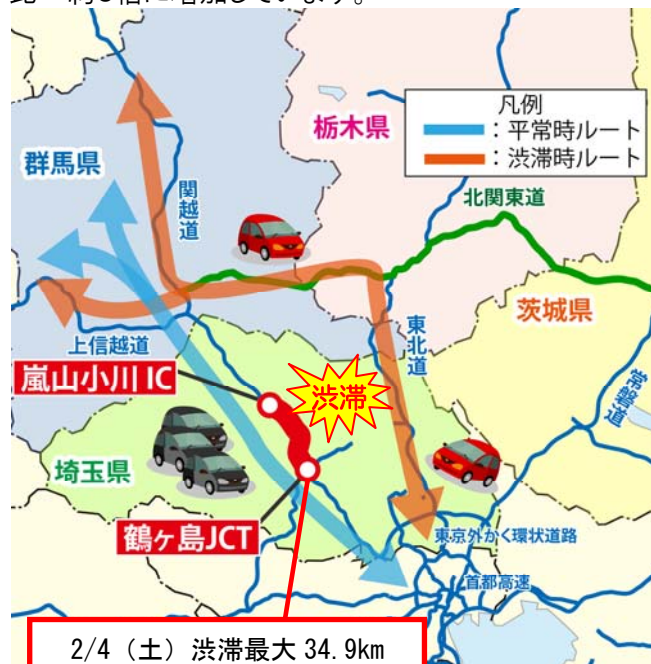 凡例
：平常時ルート
：渋滞時ルート
栃木県
群馬県
関越道
北関東道
茨城県
上信越道
東北道
嵐山小川IC
渋滞
常磐道
埼玉県
鶴ヶ島JCT
東京外かく環状道路
首都高速
2/4（土）渋滞最大 34.9km